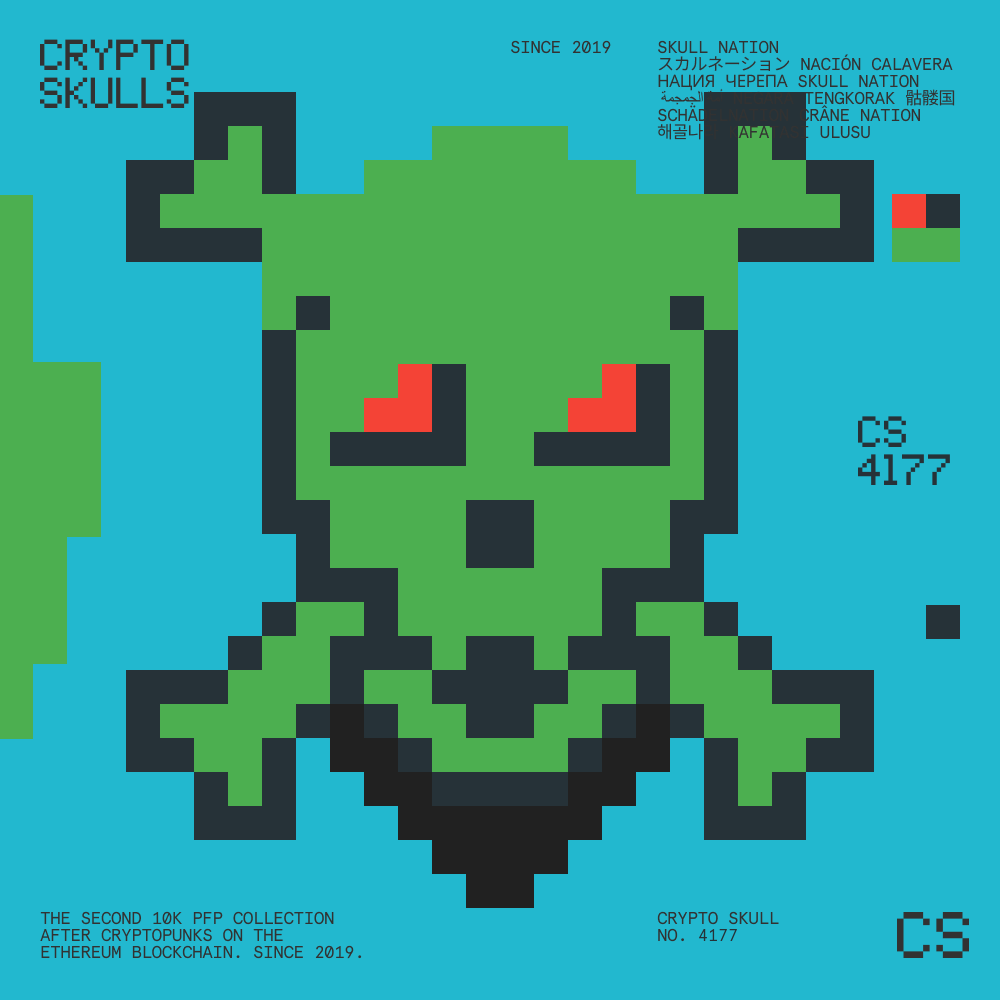 CRYPTO
SKULLS
SINCE 2019
SKULL NATION
スカルネーション NACIÓN CALAVERA
НАЦИЯ ЧЕРЕПА SKULL NATION
الجمجمة TENGKORAK 骷髅国
CRÂNE NATION
해골 ULUSU
CS
4177
THE SECOND 10K PFP COLLECTION
AFTER CRYPTOPUNKS ON THE
ETHEREUM BLOCKCHAIN. SINCE 2019.
CRYPTO SKULL
NO. 4177
CS